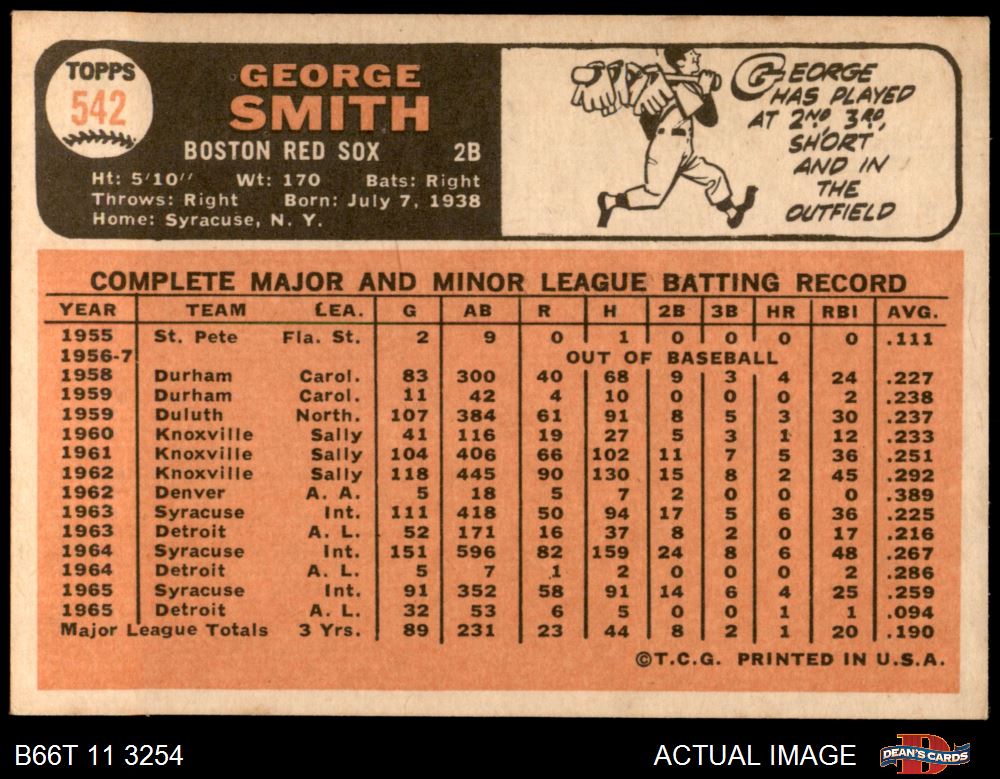 TOPPS
542
GEORGE
SMITH
BOSTON RED SOX 2B
Ht: 5'10" Wt: 170 Bats: Right
Throws: Right Born: July 7, 1938
Home: Syracuse, N. Y.
GEORGE
HAS PLAYED
AT 2ND, 3RD,
SHORT
AND IN
THE
OUTFIELD
COMPLETE MAJOR AND MINOR LEAGUE BATTING RECORD
YEAR TEAM LEA. G AB R H 2B 3B HR RBI AVG.
1955 St. Pete Fla. St. 2 9 0 1 0 0 0 0 .111
1956-7 OUT OF BASEBALL
1958 Durham Carol. 83 300 40 68 9 3 4 24 .227
1959 Durham Carol. 11 42 4 10 0 0 0 2 .238
1959 Duluth North. 107 384 61 91 8 5 3 30 .237
1960 Knoxville Sally 41 116 19 27 5 3 1 12 .233
1961 Knoxville Sally 104 406 66 102 11 7 5 36 .251
1962 Knoxville Sally 118 445 90 130 15 8 2 45 .292
1962 Denver A. A. 5 18 5 7 2 0 0 0 .389
1963 Syracuse Int. 111 418 50 94 17 5 6 36 .225
1963 Detroit A. L. 52 171 16 37 8 2 0 17 .216
1964 Syracuse Int. 151 596 82 159 24 8 6 48 .267
1964 Detroit A. L. 5 7 1 2 0 0 0 2 .286
1965 Syracuse Int. 91 352 58 91 14 6 4 25 .259
1965 Detroit A. L. 32 53 6 5 0 0 1 1 .094
Major League Totals 3 Yrs. 89 231 23 44 8 2 1 20 .190
©T.C.G. PRINTED IN U.S.A.
B66T 11 3254 ACTUAL IMAGE DEAN'S CARDS